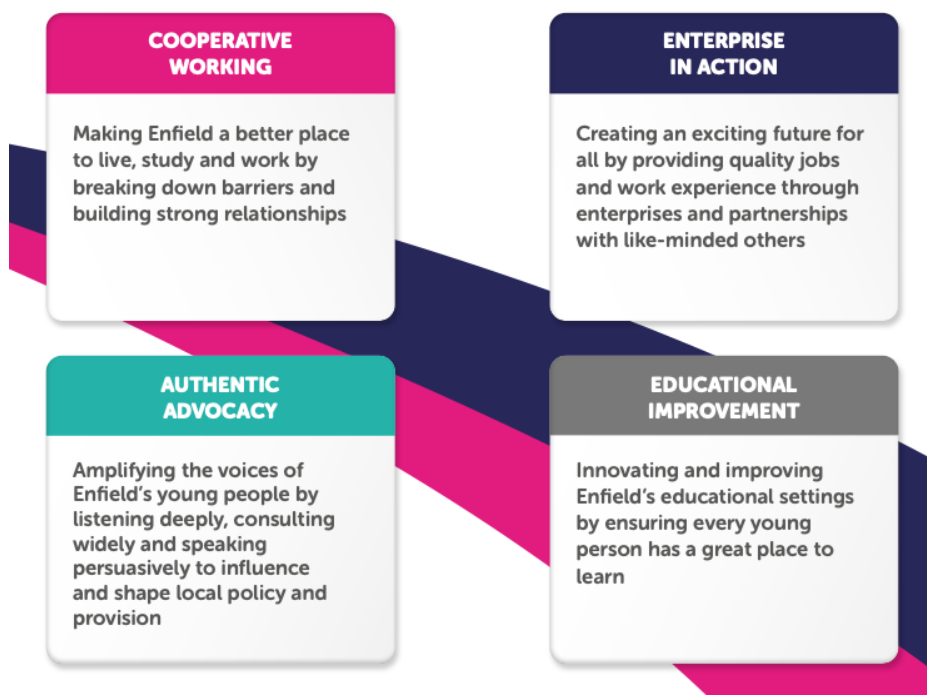 COOPERATIVE
WORKING
Making Enfield a better place
to live, study and work by
breaking down barriers and
building strong relationships
ENTERPRISE
IN ACTION
Creating an exciting future for
all by providing quality jobs
and work experience through
enterprises and partnerships
with like-minded others
AUTHENTIC
ADVOCACY
Amplifying the voices of
Enfield’s young people by
listening deeply, consulting
widely and speaking
persuasively to influence
and shape local policy and
provision
EDUCATIONAL
IMPROVEMENT
Innovating and improving
Enfield’s educational settings
by ensuring every young
person has a great place to
learn